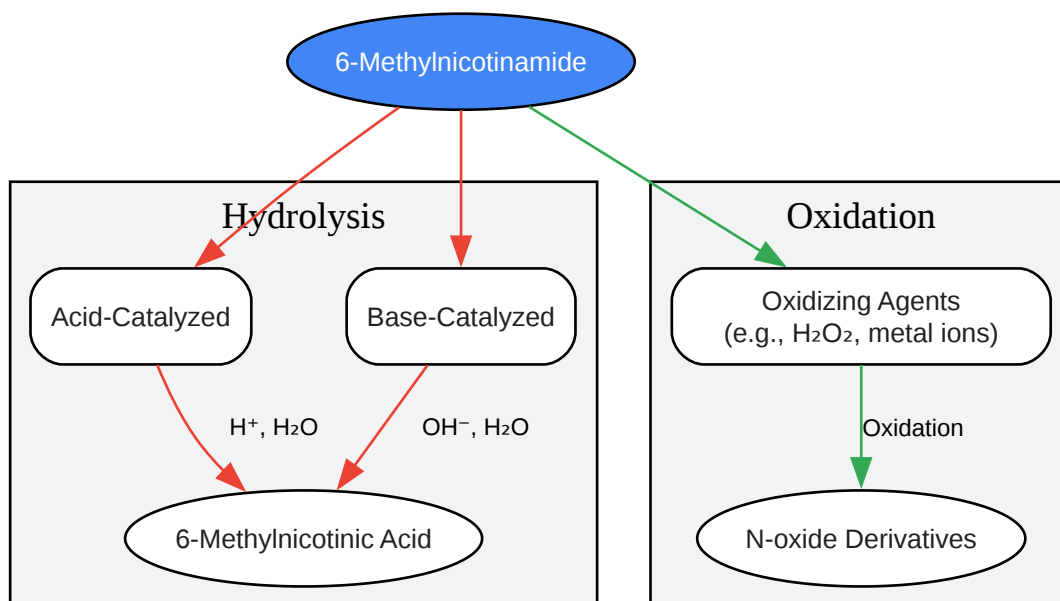 6-Methylnicotinamide
Hydrolysis
Oxidation
Acid-Catalyzed
Base-Catalyzed
Oxidizing Agents
(e.g., H₂O₂, metal ions)
H⁺, H₂O
OH⁻, H₂O
Oxidation
6-Methylnicotinic Acid
N-oxide Derivatives